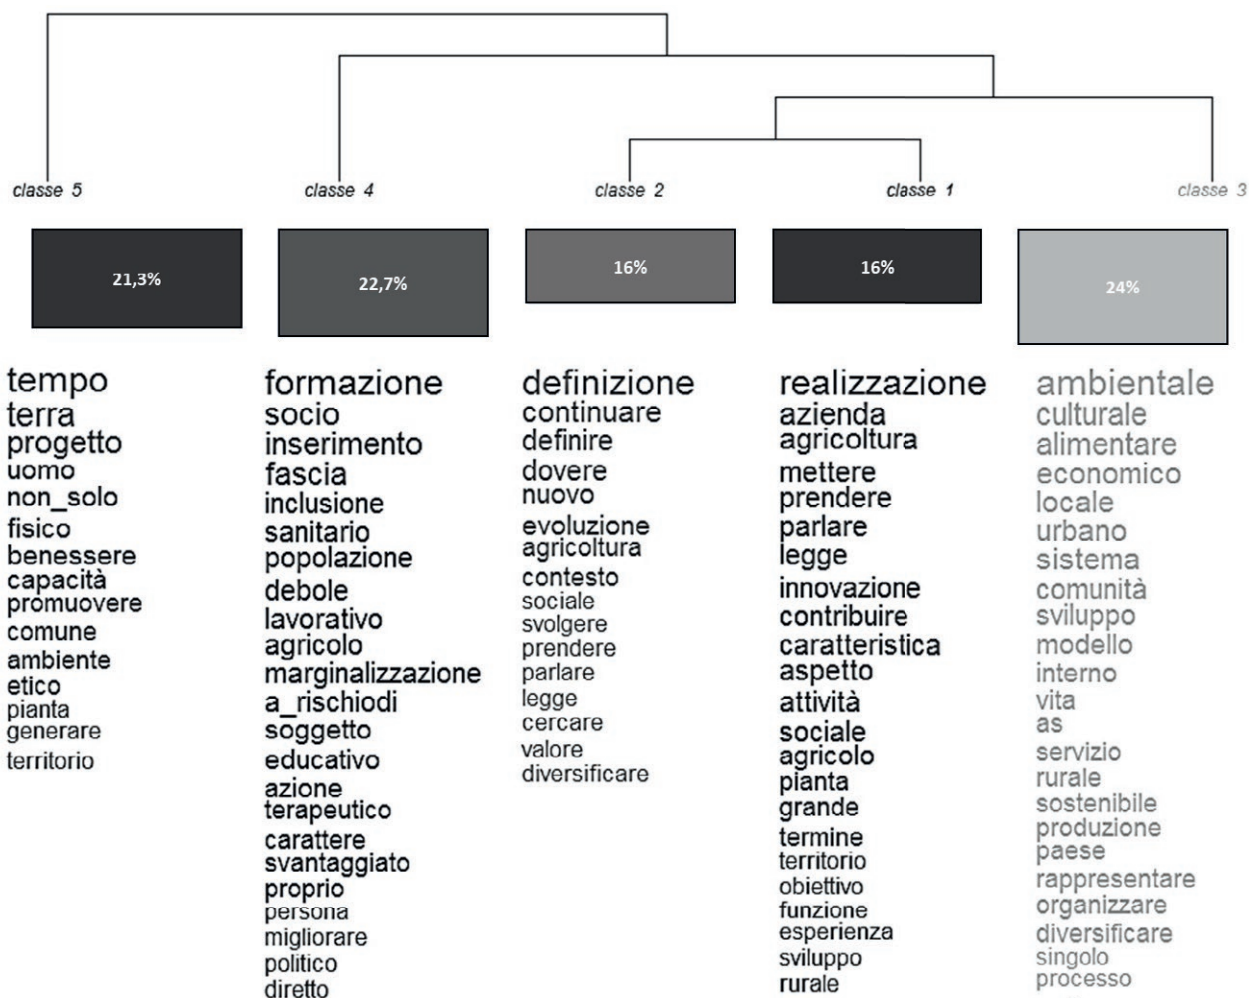 classe 5
classe 4
classe 2
classe 1
classe 3
21,3%
22,7%
16%
16%
24%
tempo
terra
progetto
uomo
non_solo
fisico
benessere
capacità
promuovere
comune
ambiente
etico
pianta
generare
territorio
formazione
socio
inserimento
fascia
inclusione
sanitario
popolazione
debole
lavorativo
agricolo
marginalizzazione
a_rischiodi
soggetto
educativo
azione
terapeutico
carattere
svantaggiato
proprio
persona
migliorare
politico
diretto
definizione
continuare
definire
dovere
nuovo
evoluzione
agricoltura
contesto
sociale
svolgere
prendere
parlare
legge
cercare
valore
diversificare
realizzazione
azienda
agricoltura
mettere
prendere
parlare
legge
innovazione
contribuire
caratteristica
aspetto
attività
sociale
agricolo
pianta
grande
termine
territorio
obiettivo
funzione
esperienza
sviluppo
rurale
ambientale
culturale
alimentare
economico
locale
urbano
sistema
comunità
sviluppo
modello
interno
vita
as
servizio
rurale
sostenibile
produzione
paese
rappresentare
organizzare
diversificare
singolo
processo